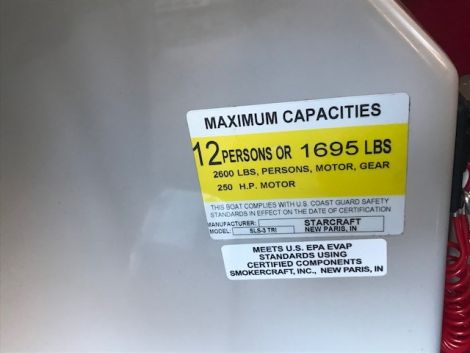 MAXIMUM CAPACITIES
12 PERSONS OR 1695 LBS
2600 LBS, PERSONS, MOTOR, GEAR
250 H.P. MOTOR
THIS BOAT COMPLIES WITH U.S. COAST GUARD SAFETY
STANDARDS IN EFFECT ON THE DATE OF CERTIFICATION
MANUFACTURER: STARCRAFT
MODEL: SLS-3 TRI NEW PARIS, IN
MEETS U.S. EPA EVAP
STANDARDS USING
CERTIFIED COMPONENTS
SMOKERCRAFT, INC., NEW PARIS, IN